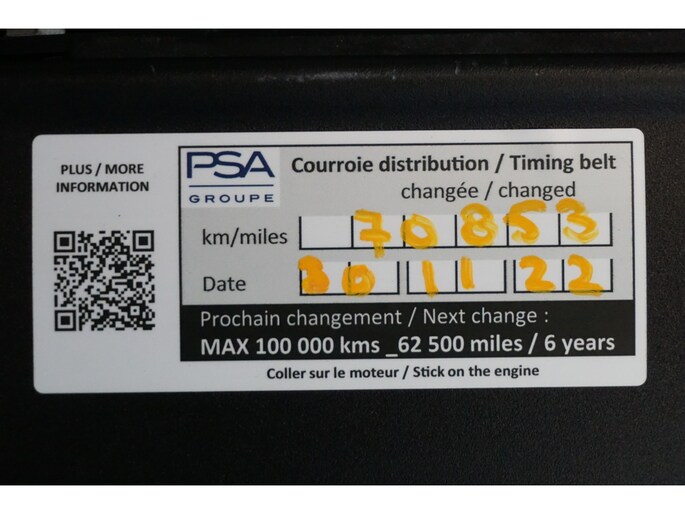 PLUS / MORE
INFORMATION
PSA
GROUPE
Courroie distribution / Timing belt
changée / changed
km/miles 70853
Date 30 11 22
Prochain changement / Next change :
MAX 100 000 kms _62 500 miles / 6 years
Coller sur le moteur / Stick on the engine